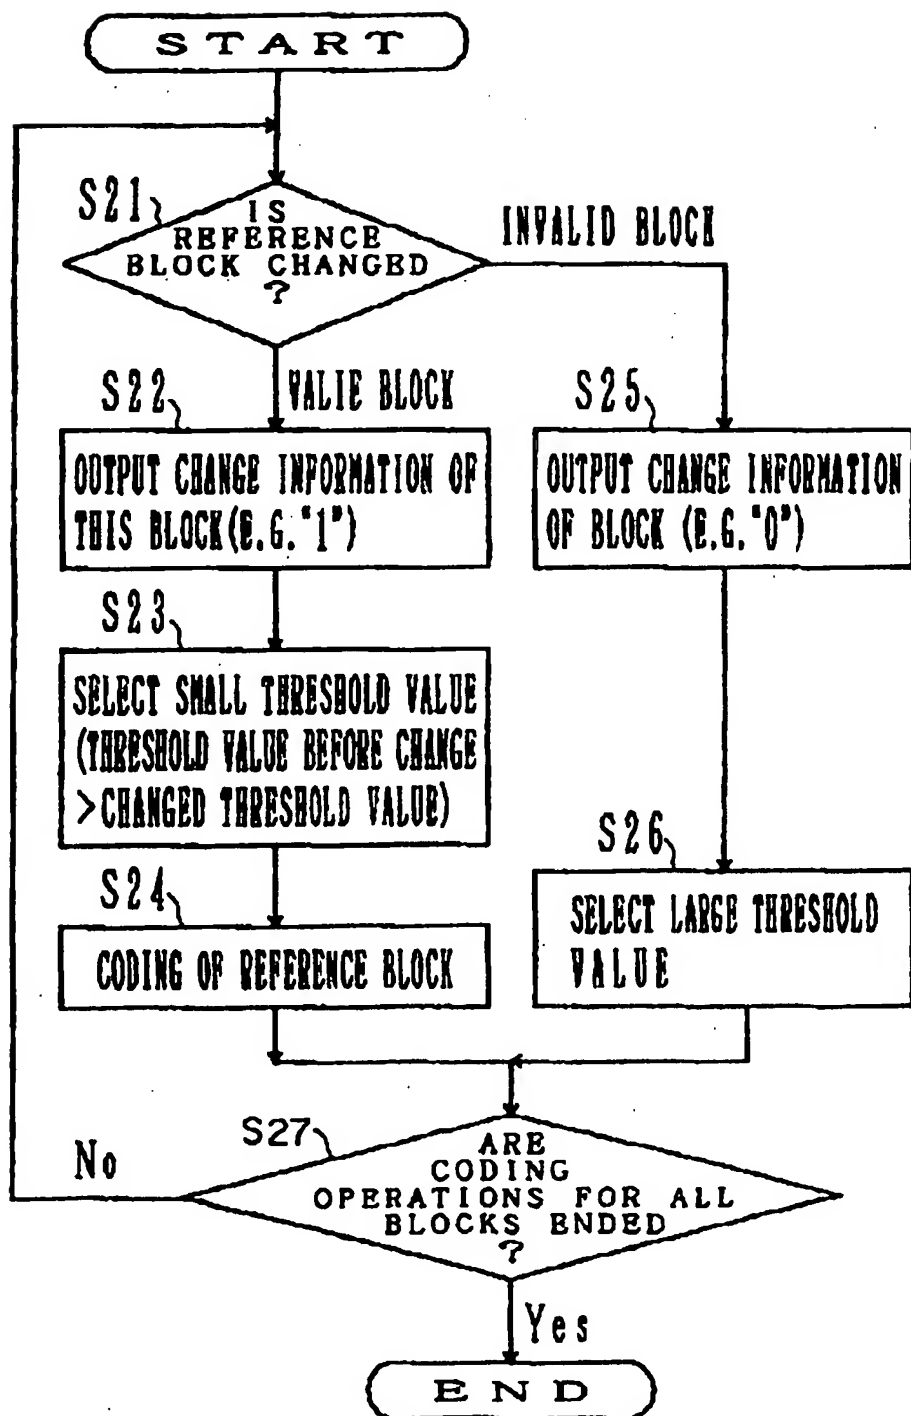 START
S21
IS
REFERENCE
BLOCK CHANGED
?
INVALID BLOCK
S22
VALIE BLOCK
OUTPUT CHANGE INFORMATION OF
THIS BLOCK(E.G."1")
S25
OUTPUT CHANGE INFORMATION
OF BLOCK (E.G."0")
S23
SELECT SMALL THRESHOLD VALUE
(THRESHOLD VALUE BEFORE CHANGE
>CHANGED THRESHOLD VALUE)
S24
CODING OF REFERENCE BLOCK
S26
SELECT LARGE THRESHOLD
VALUE
S27
ARE
CODING
OPERATIONS FOR ALL
BLOCKS ENDED
?
No
Yes
END